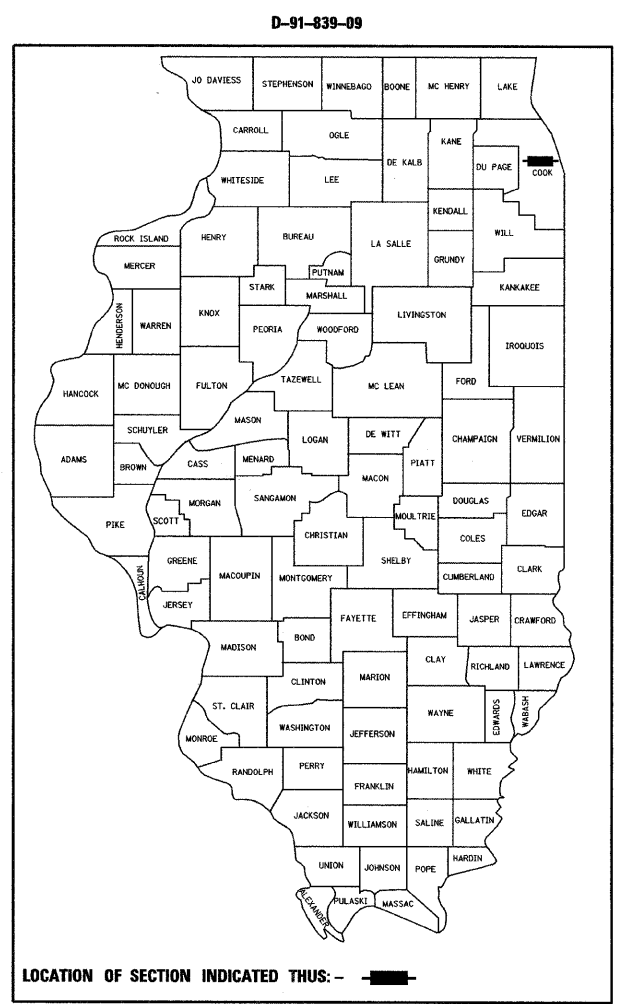 D–91–839–09
JO DAVIESS STEPHENSON WINNEBAGO BOONE MC HENRY LAKE
CARROLL OGLE KANE
DE KALB DU PAGE COOK
WHITESIDE LEE
KENDALL
ROCK ISLAND HENRY BUREAU LA SALLE WILL
MERCER PUTNAM GRUNDY
STARK MARSHALL KANKAKEE
HENDERSON WARREN KNOX PEORIA WOODFORD LIVINGSTON
IROQUOIS
HANCOCK MC DONOUGH FULTON TAZEWELL MC LEAN FORD
MASON
SCHUYLER LOGAN DE WITT CHAMPAIGN VERMILION
ADAMS BROWN CASS MENARD PIATT
MACON
MORGAN SANGAMON DOUGLAS
PIKE SCOTT MOULTRIE EDGAR
CHRISTIAN COLES
GREENE SHELBY CLARK
CALHOUN MACOUPIN MONTGOMERY CUMBERLAND
JERSEY FAYETTE EFFINGHAM JASPER CRAWFORD
MADISON BOND
CLAY RICHLAND LAWRENCE
CLINTON MARION
ST. CLAIR WAYNE EDWARDS WABASH
WASHINGTON JEFFERSON
MONROE
RANDOLPH PERRY HAMILTON WHITE
FRANKLIN
JACKSON WILLIAMSON SALINE GALLATIN
UNION JOHNSON POPE HARDIN
ALEXANDER PULASKI MASSAC
LOCATION OF SECTION INDICATED THUS: –